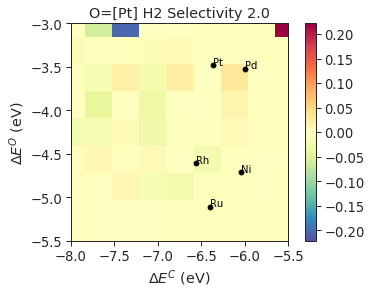 O=[Pt] H2 Selectivity 2.0
−3.0
−3.5
−4.0
−4.5
−5.0
−5.5
ΔE^O (eV)
Pt
Pd
Rh
Ni
Ru
−8.0 −7.5 −7.0 −6.5 −6.0 −5.5
ΔE^C (eV)
0.20
0.15
0.10
0.05
0.00
−0.05
−0.10
−0.15
−0.20